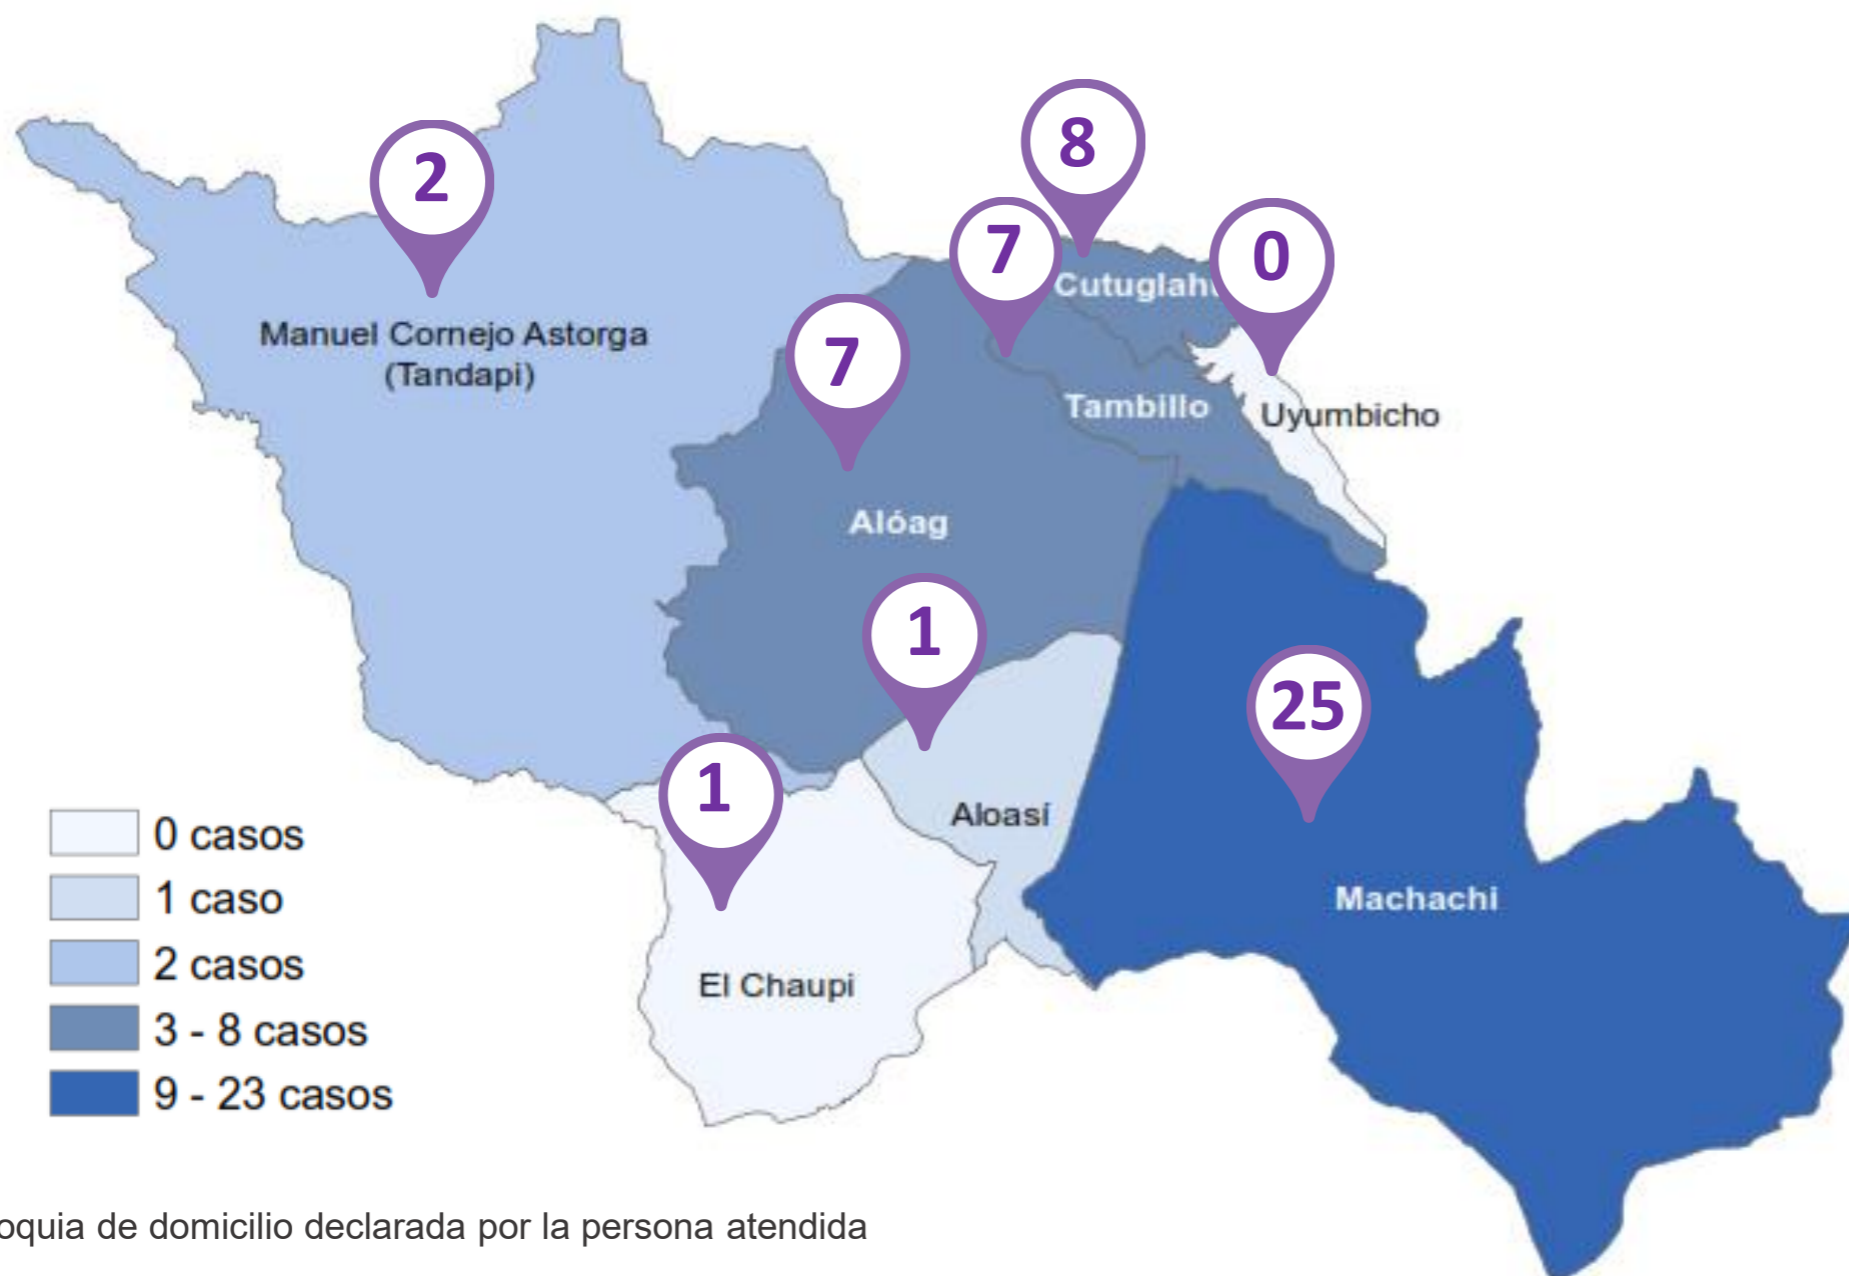 8
2
7
0
Cutuglah
7
Manuel Cornejo Astorga
(Tandapi)
Tambillo
Uyumbicho
Alóag
1
25
1
Aloasí
Machachi
El Chaupi
0 casos
1 caso
2 casos
3 - 8 casos
9 - 23 casos
oquia de domicilio declarada por la persona atendida